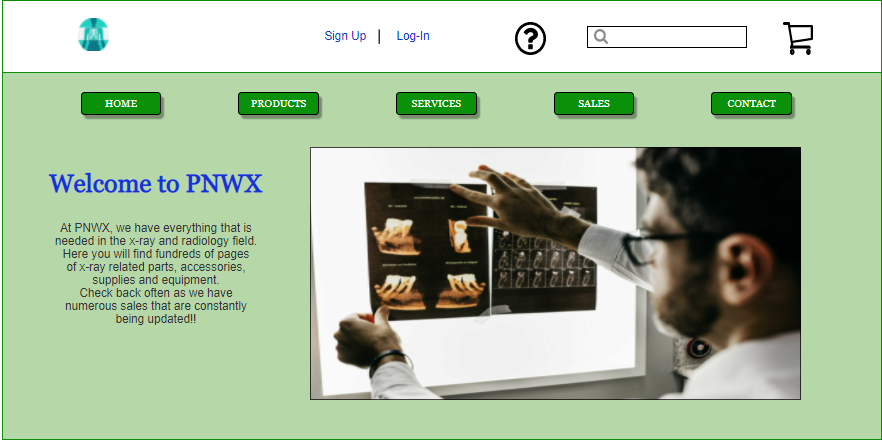 Sign Up | Log-In
HOME PRODUCTS SERVICES SALES CONTACT
Welcome to PNWX
At PNWX, we have everything that is
needed in the x-ray and radiology field.
Here you will find fundreds of pages
of x-ray related parts, accessories,
supplies and equipment.
Check back often as we have
numerous sales that are constantly
being updated!!